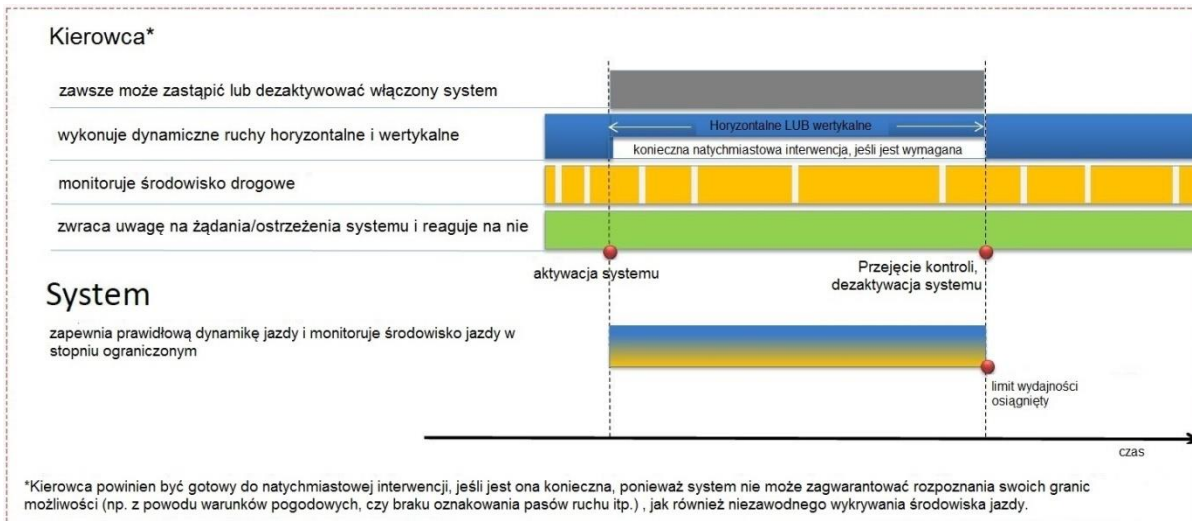 Kierowca*
zawsze może zastąpić lub dezaktywować włączony system
wykonuje dynamiczne ruchy horyzontalne i wertykalne
Horyzontalne LUB wertykalne
konieczna natychmiastowa interwencja, jeśli jest wymagana
monitoruje środowisko drogowe
zwraca uwagę na żądania/ostrzeżenia systemu i reaguje na nie
aktywacja systemu
Przejęcie kontroli,
dezaktywacja systemu
System
zapewnia prawidłową dynamikę jazdy i monitoruje środowisko jazdy w
stopniu ograniczonym
limit wydajności
osiągnięty
czas
*Kierowca powinien być gotowy do natychmiastowej interwencji, jeśli jest ona konieczna, ponieważ system nie może zagwarantować rozpoznania swoich granic
możliwości (np. z powodu warunków pogodowych, czy braku oznakowania pasów ruchu itp.) , jak również niezawodnego wykrywania środowiska jazdy.